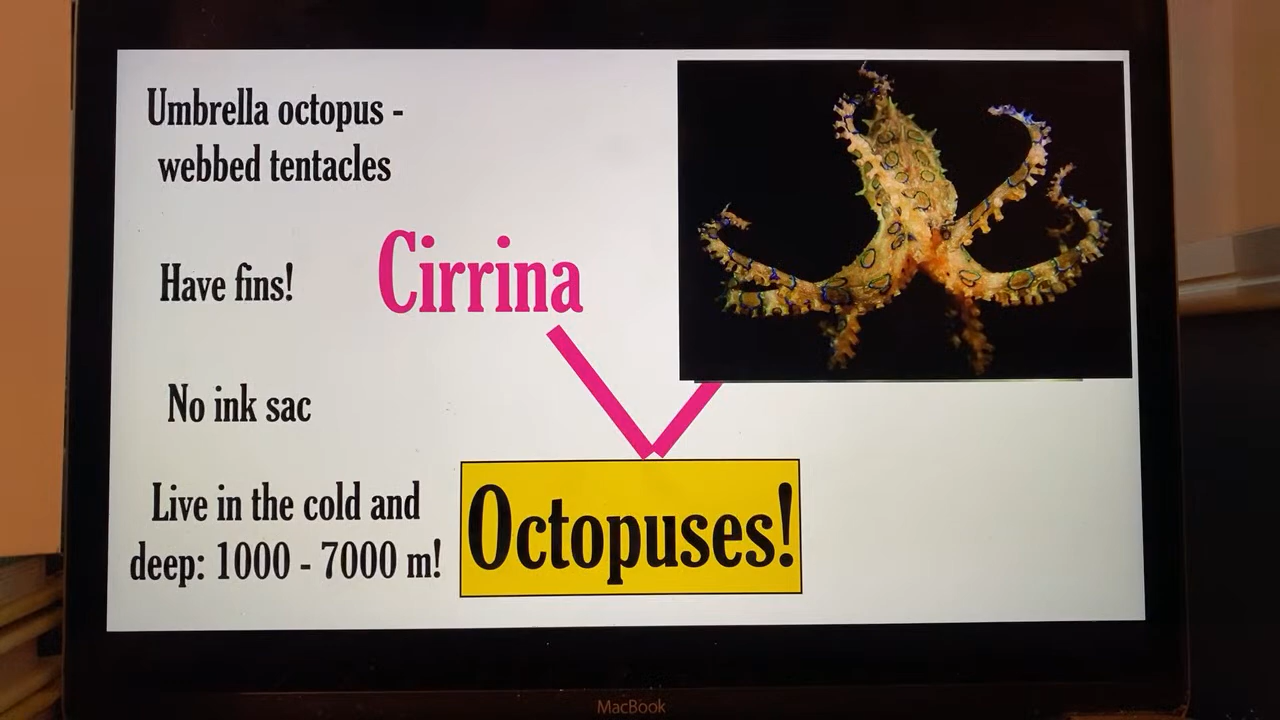 Umbrella octopus -
webbed tentacles
Cirrina
Have fins!
No ink sac
Live in the cold and
deep: 1000 - 7000 m!
Octopuses!
MacBook